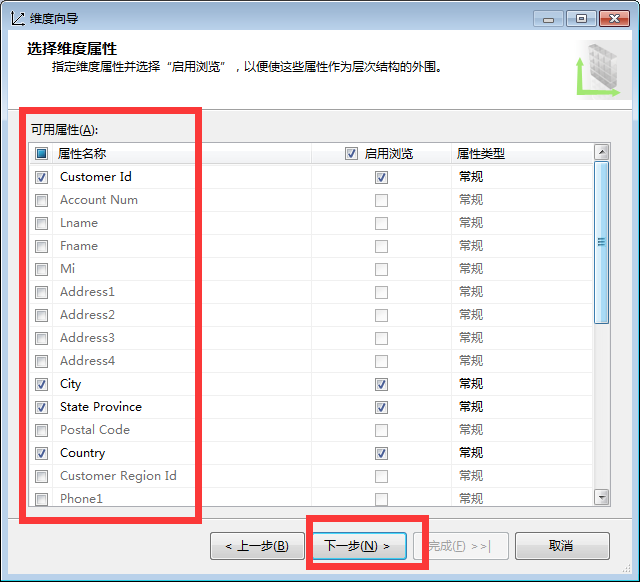 维度向导
选择维度属性
指定维度属性并选择“启用浏览”，以便使这些属性作为层次结构的外围。
可用属性(A):
属性名称 启用浏览 属性类型
Customer Id 常规
Account Num 常规
Lname 常规
Fname 常规
Mi 常规
Address1 常规
Address2 常规
Address3 常规
Address4 常规
City 常规
State Province 常规
Postal Code 常规
Country 常规
Customer Region Id 常规
Phone1 常规
< 上一步(B) 下一步(N) > 完成(F) >>| 取消